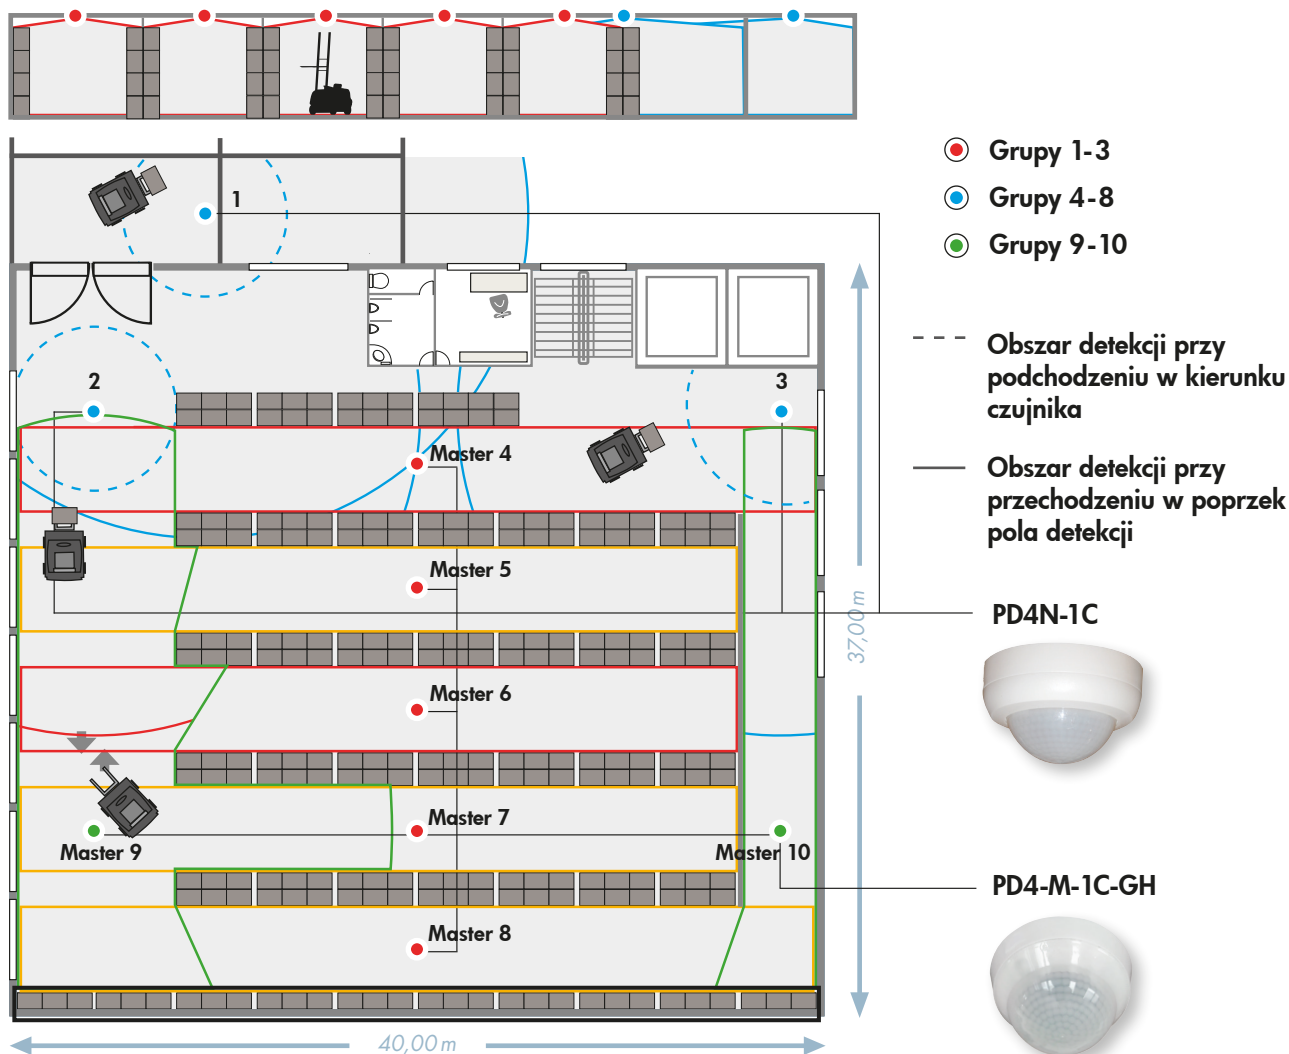 Grupy 1-3
Grupy 4-8
Grupy 9-10
1
2
3
Obszar detekcji przy
podchodzeniu w kierunku
czujnika
Obszar detekcji przy
przechodzeniu w poprzek
pola detekcji
Master 4
Master 5
Master 6
Master 7
Master 8
Master 9
Master 10
PD4N-1C
PD4-M-1C-GH
37,00 m
40,00 m